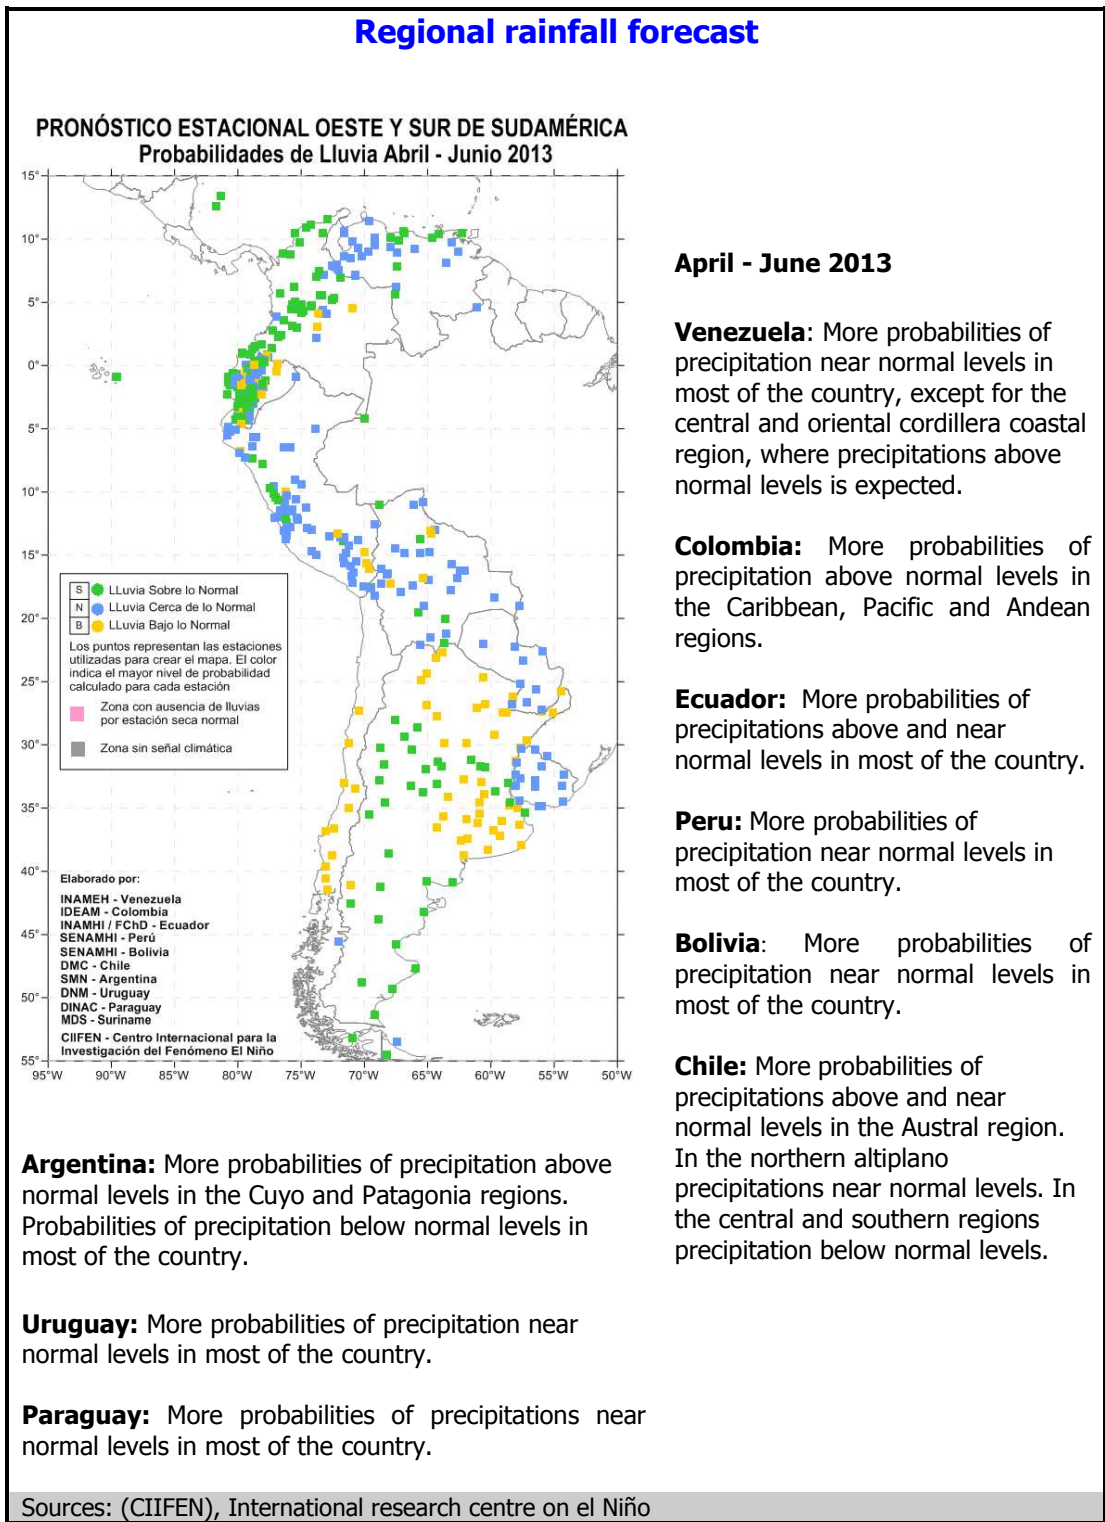 Regional rainfall forecast
PRONÓSTICO ESTACIONAL OESTE Y SUR DE SUDAMÉRICA
Probabilidades de Lluvia Abril - Junio 2013
15°
10°
5°
0°
5°
10°
15°
20°
25°
30°
35°
40°
45°
50°
55°
95°W 90°W 85°W 80°W 75°W 70°W 65°W 60°W 55°W 50°W
S LLuvia Sobre lo Normal
N LLuvia Cerca de lo Normal
B LLuvia Bajo lo Normal
Los puntos representan las estaciones
utilizadas para crear el mapa. El color
indica el mayor nivel de probabilidad
calculado para cada estación
Zona con ausencia de lluvias
por estación seca normal
Zona sin señal climática
Elaborado por:
INAMEH - Venezuela
IDEAM - Colombia
INAMHI / FChD - Ecuador
SENAMHI - Perú
SENAMHI - Bolivia
DMC - Chile
SMN - Argentina
DNM - Uruguay
DINAC - Paraguay
MDS - Suriname
CIIFEN - Centro Internacional para la
Investigación del Fenómeno El Niño
April - June 2013
Venezuela: More probabilities of
precipitation near normal levels in
most of the country, except for the
central and oriental cordillera coastal
region, where precipitations above
normal levels is expected.
Colombia: More probabilities of
precipitation above normal levels in
the Caribbean, Pacific and Andean
regions.
Ecuador: More probabilities of
precipitations above and near
normal levels in most of the country.
Peru: More probabilities of
precipitation near normal levels in
most of the country.
Bolivia: More probabilities of
precipitation near normal levels in
most of the country.
Chile: More probabilities of
precipitations above and near
normal levels in the Austral region.
In the northern altiplano
precipitations near normal levels. In
the central and southern regions
precipitation below normal levels.
Argentina: More probabilities of precipitation above
normal levels in the Cuyo and Patagonia regions.
Probabilities of precipitation below normal levels in
most of the country.
Uruguay: More probabilities of precipitation near
normal levels in most of the country.
Paraguay: More probabilities of precipitations near
normal levels in most of the country.
Sources: (CIIFEN), International research centre on el Niño